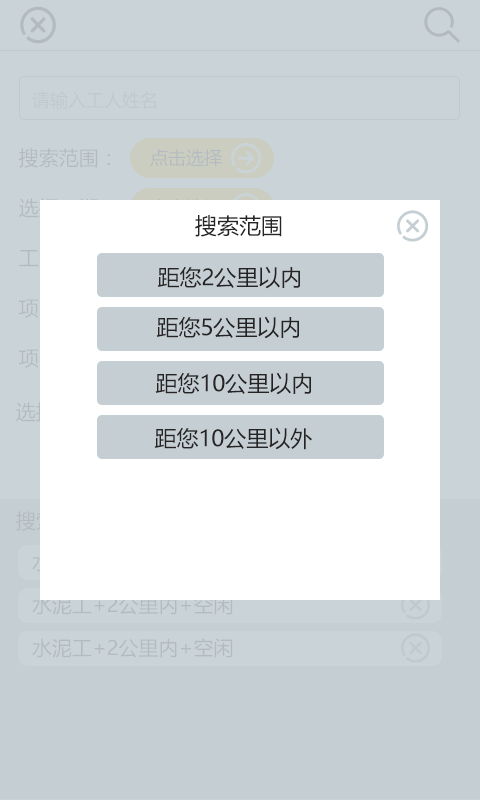 请输入工人姓名
搜索范围：
点击选择
选
搜索范围
距您2公里以内
工
距您5公里以内
项
项
距您10公里以内
选
距您10公里以外
搜
水
水泥工+2公里内+空闲
水泥工+2公里内+空闲